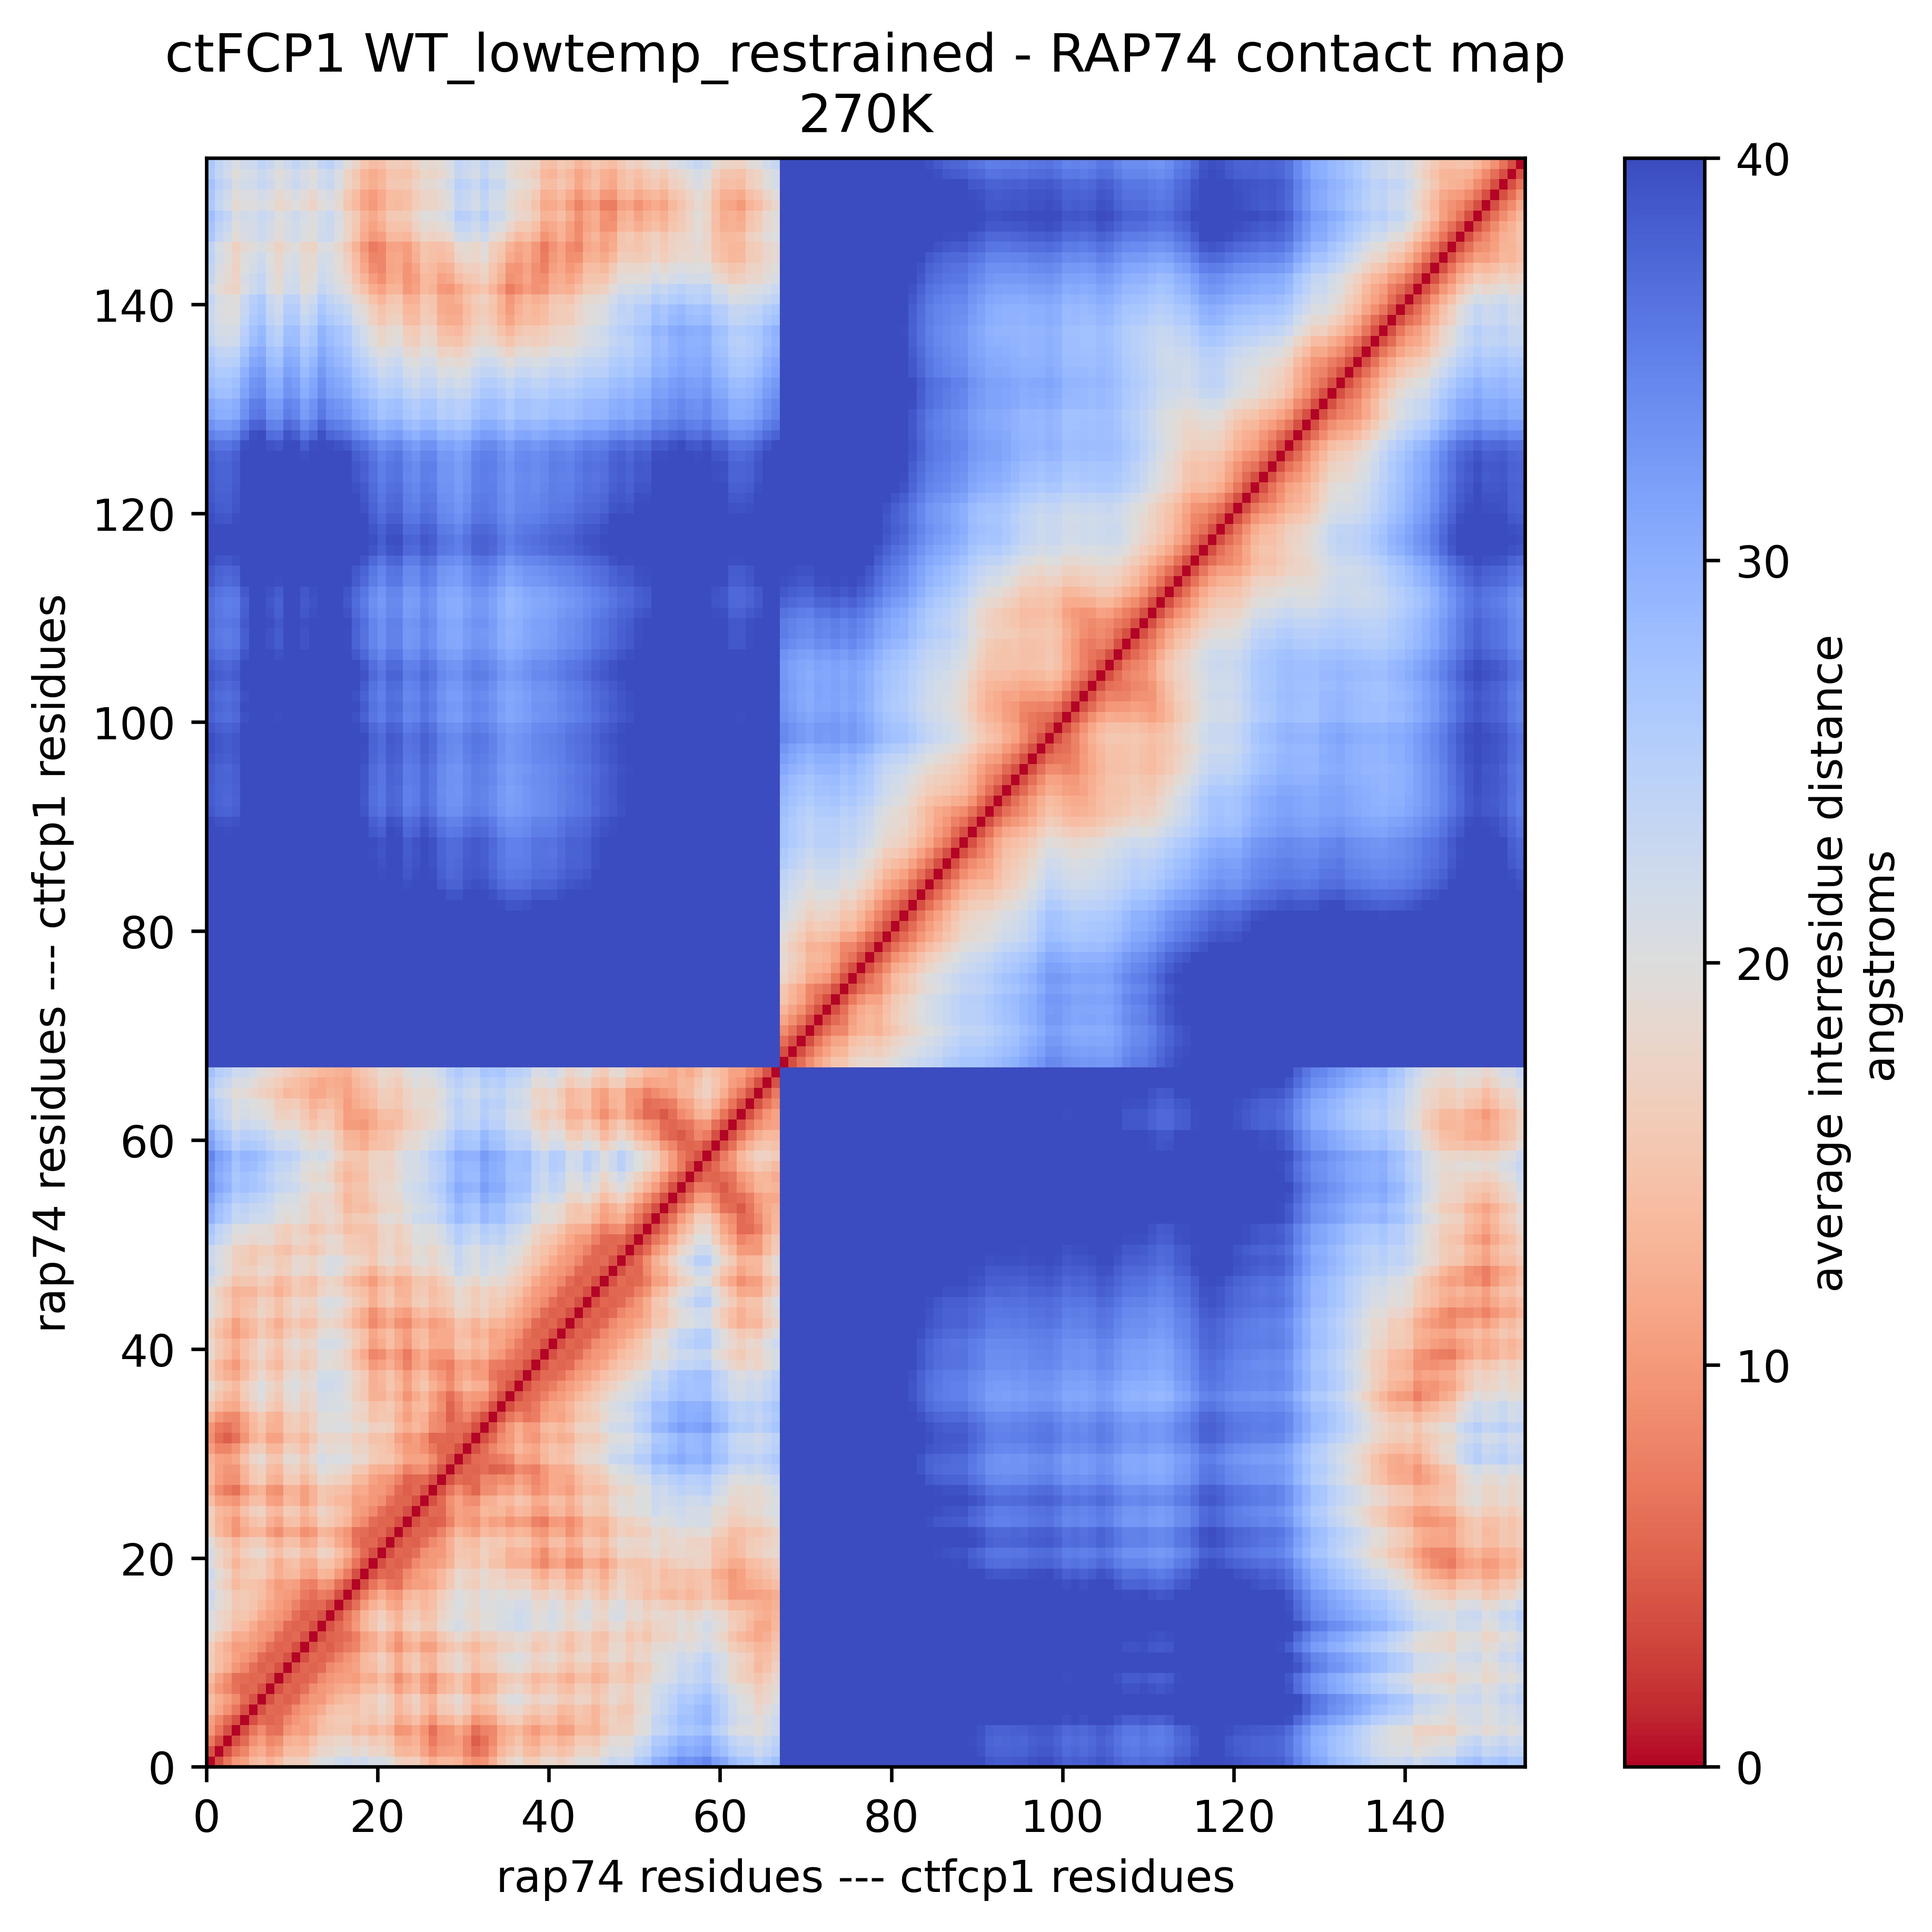 ctFCP1 WT_lowtemp_restrained - RAP74 contact map
270K
rap74 residues --- ctfcp1 residues
140
120
100
80
60
40
20
0
0 20 40 60 80 100 120 140
rap74 residues --- ctfcp1 residues
40
30
20
10
0
average interresidue distance
angstroms